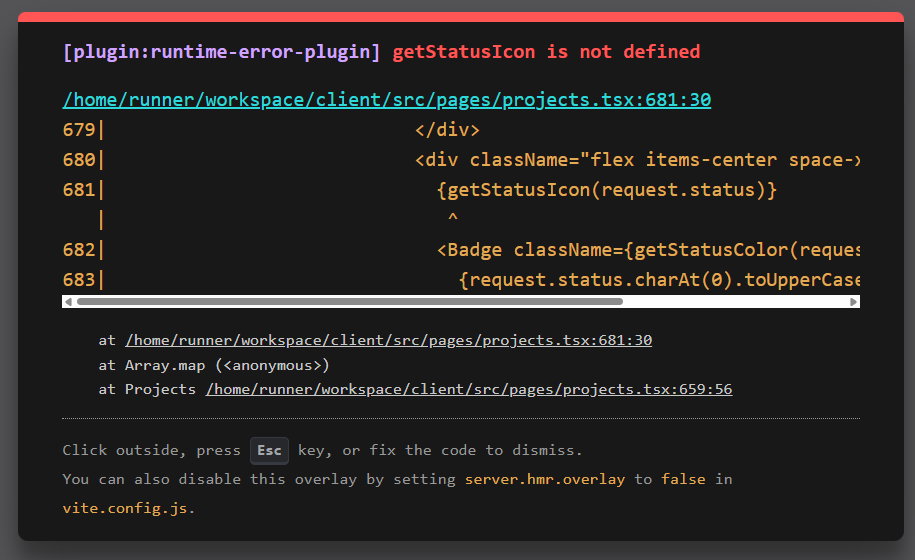 [plugin:runtime-error-plugin] getStatusIcon is not defined
/home/runner/workspace/client/src/pages/projects.tsx:681:30
679|                            </div>
680|                            <div className="flex items-center space-x
681|                              {getStatusIcon(request.status)}
   |                               ^
682|                              <Badge className={getStatusColor(reques
683|                                {request.status.charAt(0).toUpperCase
at /home/runner/workspace/client/src/pages/projects.tsx:681:30
at Array.map (<anonymous>)
at Projects /home/runner/workspace/client/src/pages/projects.tsx:659:56
Click outside, press Esc key, or fix the code to dismiss.
You can also disable this overlay by setting server.hmr.overlay to false in
vite.config.js.